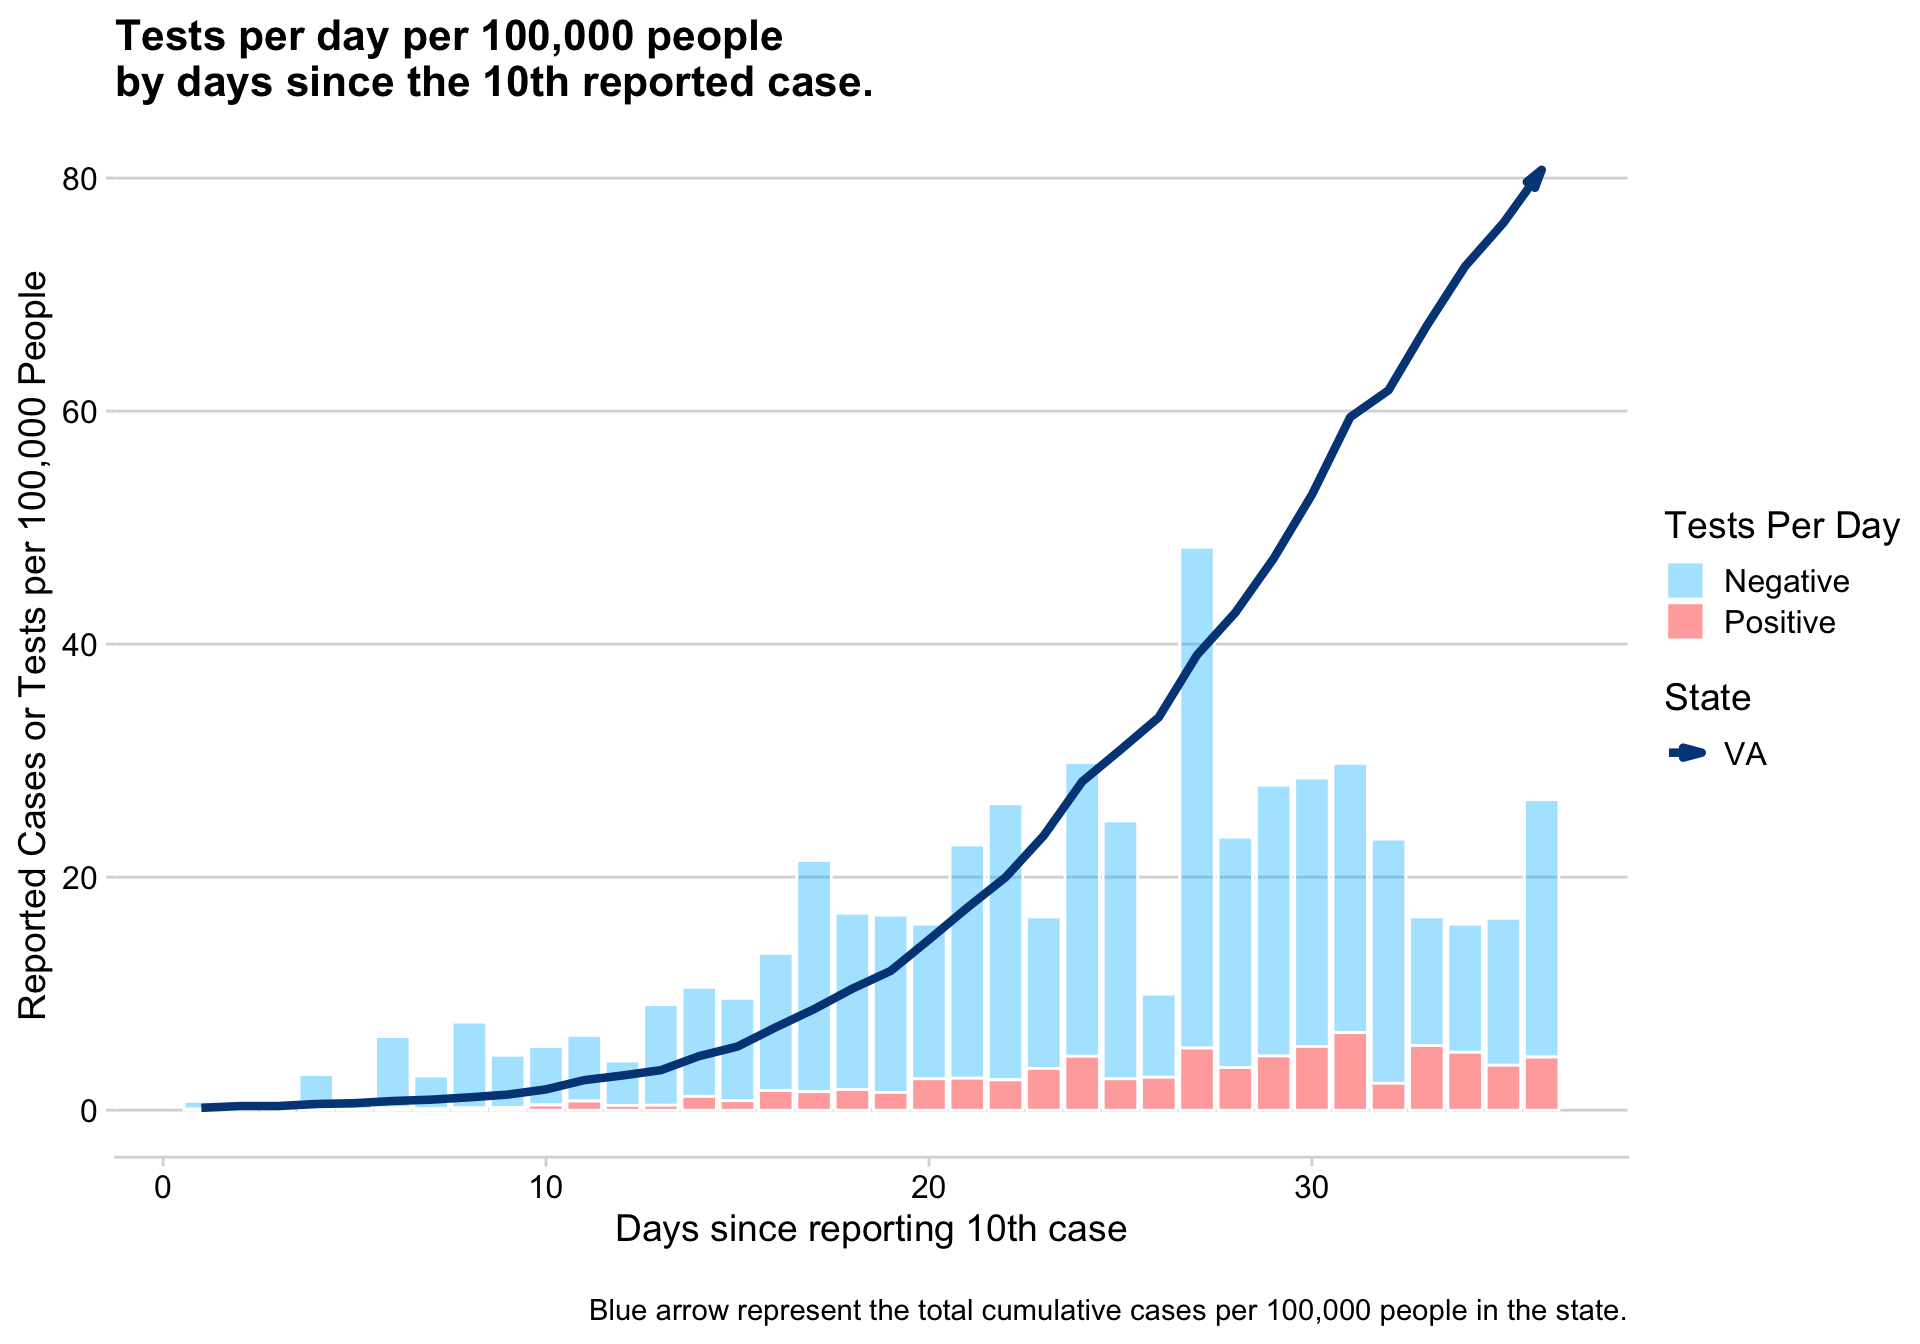 Tests per day per 100,000 people
by days since the 10th reported case.
Reported Cases or Tests per 100,000 People
80
60
40
20
0
0
10
20
30
Days since reporting 10th case
Tests Per Day
Negative
Positive
State
VA
Blue arrow represent the total cumulative cases per 100,000 people in the state.